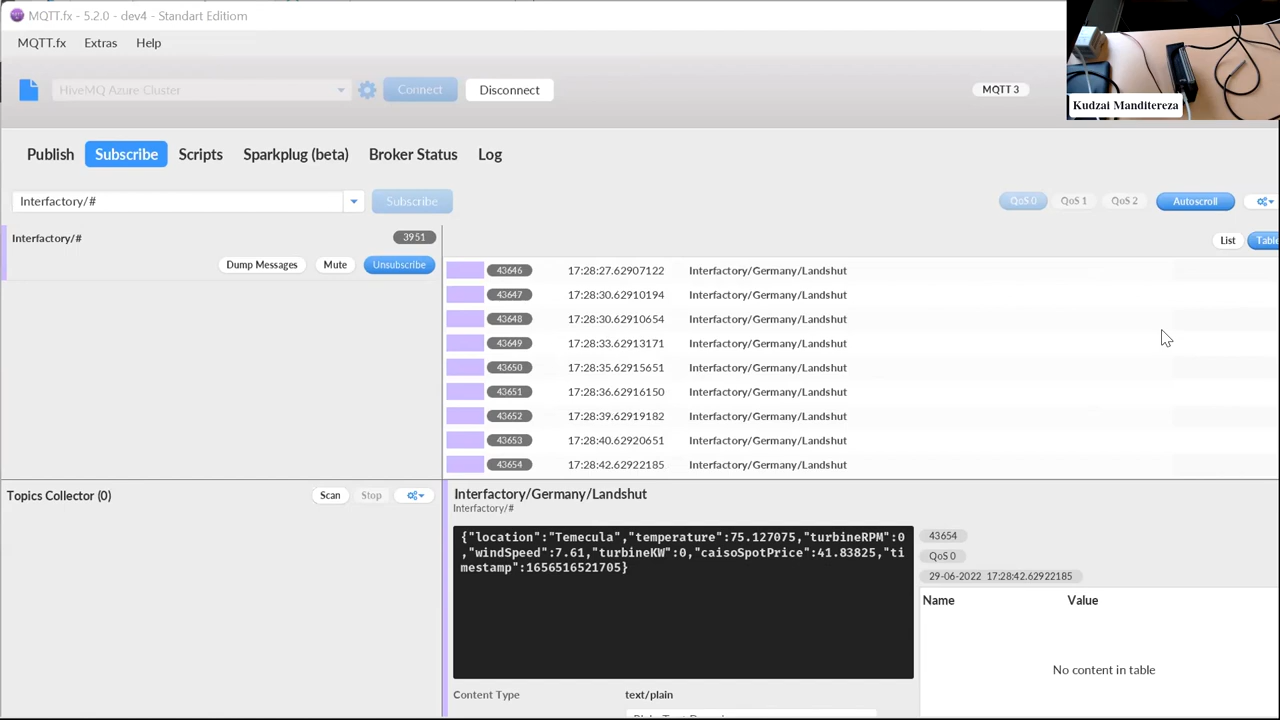 MQTT.fx - 5.2.0 - dev4 - Standart Editiom
MQTT.fx Extras Help
HiveMQ Azure Cluster Connect Disconnect MQTT 3
Kudzai Manditereza
Publish Subscribe Scripts Sparkplug (beta) Broker Status Log
Interfactory/# Subscribe QoS 0 QoS 1 QoS 2 Autoscroll
Interfactory/# 3951
List Table
Dump Messages Mute Unsubscribe
43646 17:28:27.62907122 Interfactory/Germany/Landshut
43647 17:28:30.62910194 Interfactory/Germany/Landshut
43648 17:28:30.62910654 Interfactory/Germany/Landshut
43649 17:28:33.62913171 Interfactory/Germany/Landshut
43650 17:28:35.62915651 Interfactory/Germany/Landshut
43651 17:28:36.62916150 Interfactory/Germany/Landshut
43652 17:28:39.62919182 Interfactory/Germany/Landshut
43653 17:28:40.62920651 Interfactory/Germany/Landshut
43654 17:28:42.62922185 Interfactory/Germany/Landshut
Topics Collector (0) Scan Stop
Interfactory/Germany/Landshut
Interfactory/#
{"location":"Temecula","temperature":75.127075,"turbineRPM":0
,"windSpeed":7.61,"turbineKW":0,"caisoSpotPrice":41.83825,"ti
mestamp":1656516521705}
43654
QoS 0
29-06-2022 17:28:42.62922185
Name Value
No content in table
Content Type text/plain